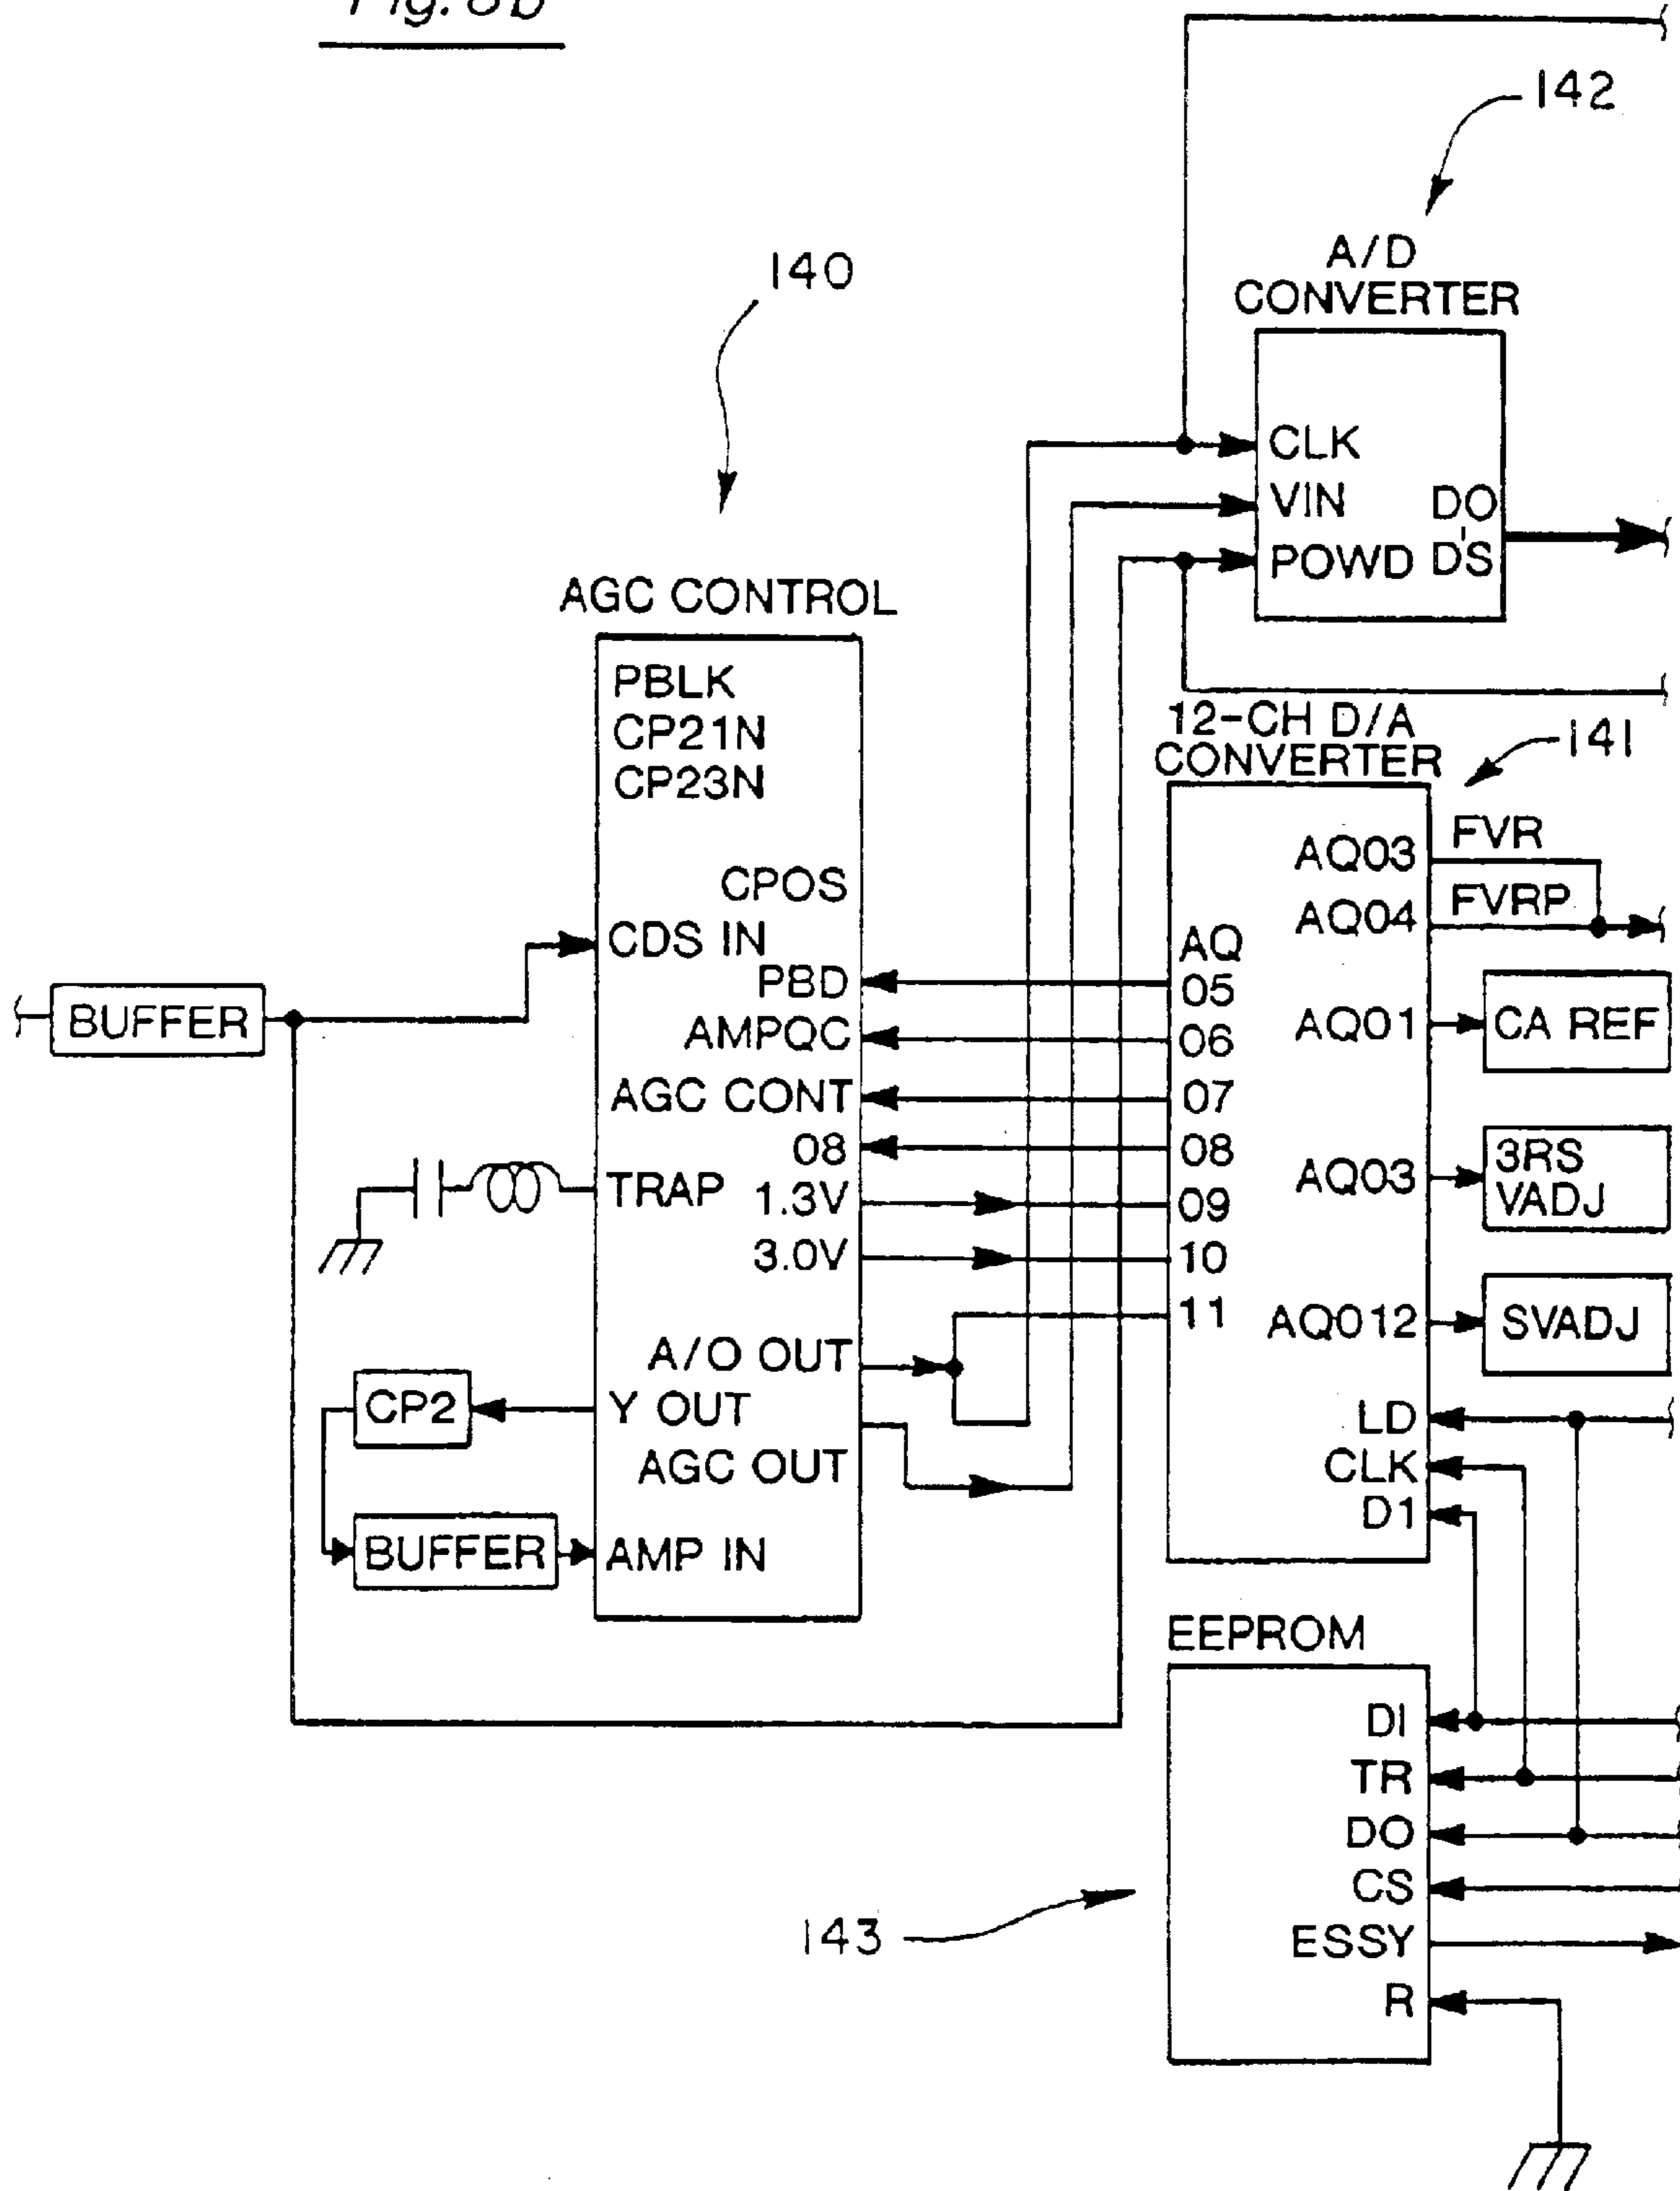 Fig. 8b
142
A/D
CONVERTER
140
CLK
VIN
DO
POWD
D'S
AGC CONTROL
PBLK
CP21N
CP23N
12-CH D/A
CONVERTER
141
CPOS
CDS IN
PBD
AMPQC
AGC CONT
08
TRAP
1.3V
3.0V
A/O OUT
Y OUT
AGC OUT
AMP IN
BUFFER
CP2
BUFFER
AQ
05
06
07
08
09
10
11
AQ03
FVR
AQ04
FVRP
AQ01
CA REF
AQ03
3RS
VADJ
AQ012
SVADJ
LD
CLK
D1
EEPROM
DI
TR
DO
CS
ESSY
R
143